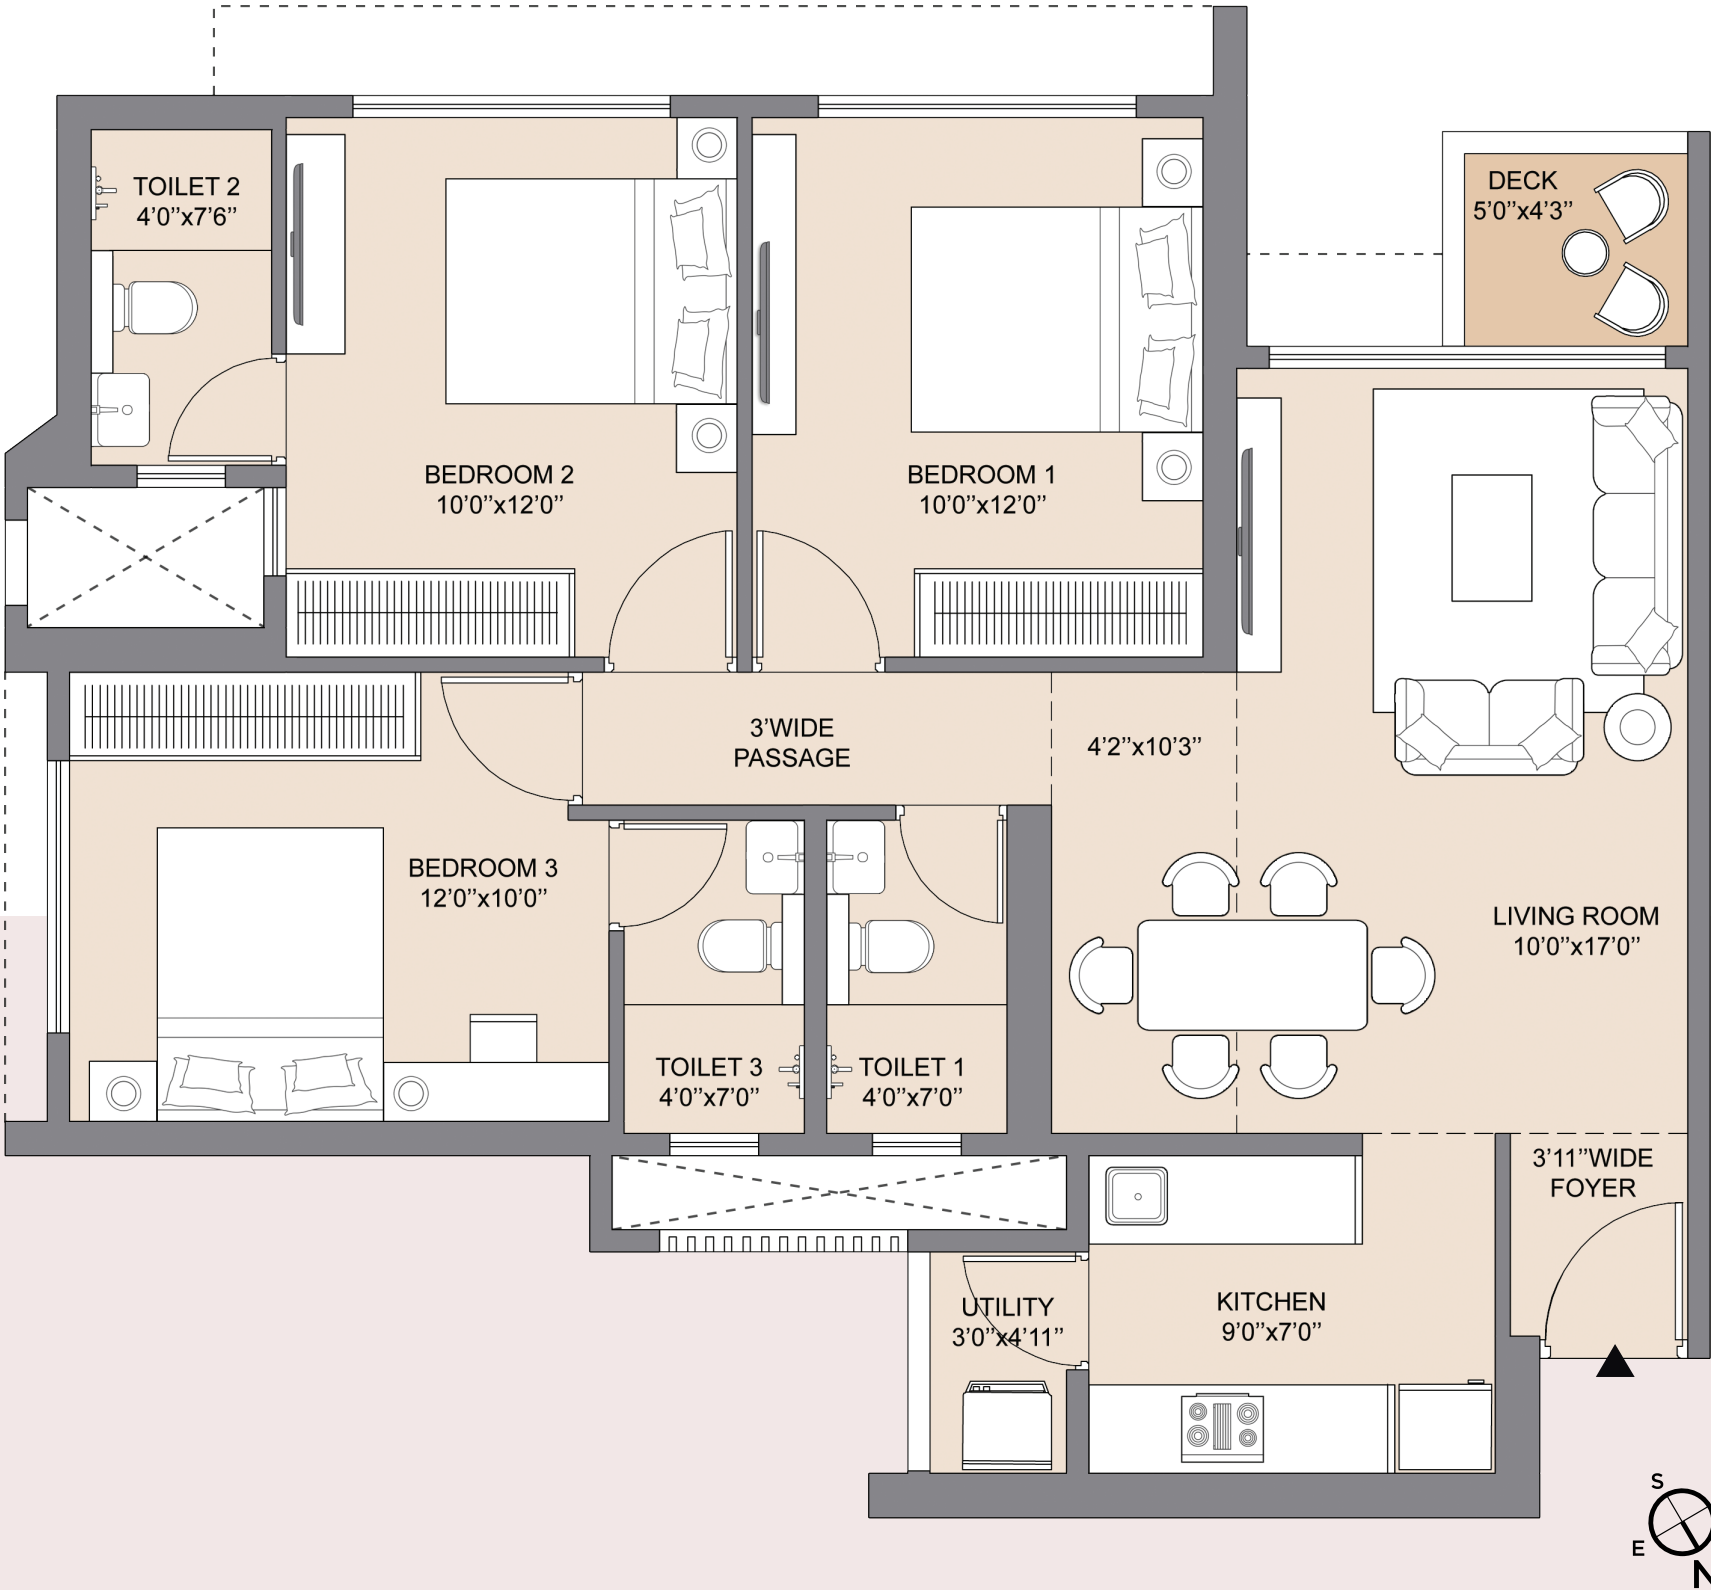 TOILET 2
4’0’’x7’6’’
DECK
5’0’’x4’3’’
BEDROOM 2
10’0’’x12’0’’
BEDROOM 1
10’0’’x12’0’’
3’WIDE
PASSAGE
4’2’’x10’3’’
BEDROOM 3
12’0’’x10’0’’
LIVING ROOM
10’0’’x17’0’’
TOILET 3
4’0’’x7’0’’
TOILET 1
4’0’’x7’0’’
3’11’’WIDE
FOYER
UTILITY
3’0’’x4’11’’
KITCHEN
9’0’’x7’0’’
S
E
N